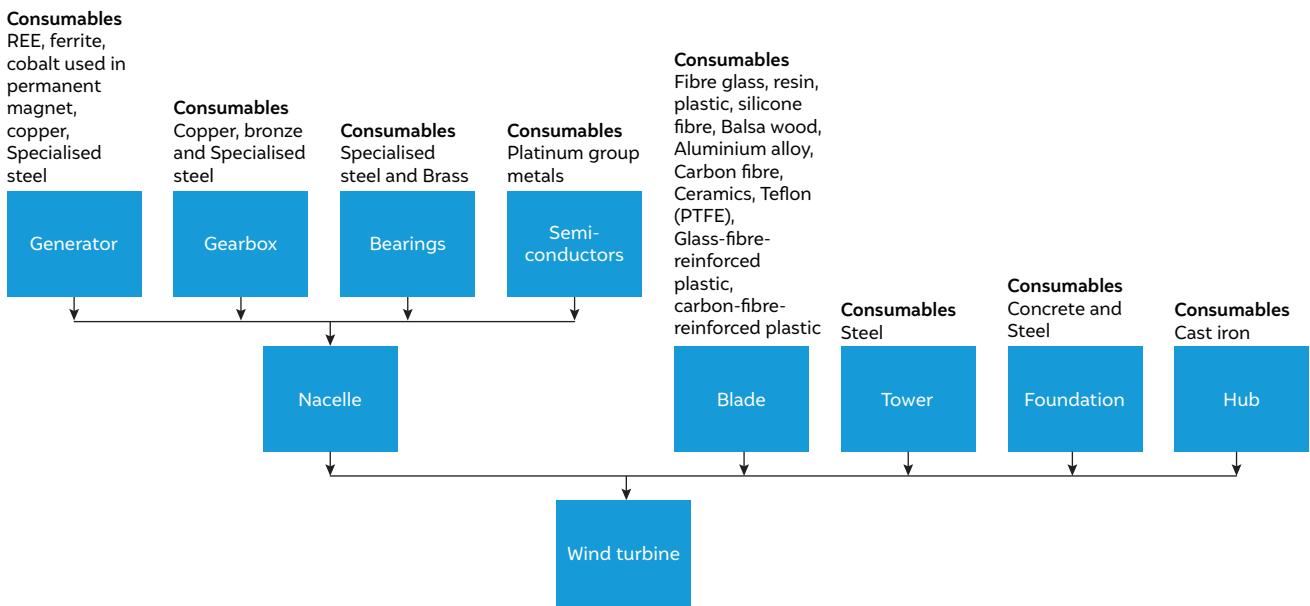 Consumables
REE, ferrite,
cobalt used in
permanent
magnet,
copper,
Specialised
steel
Generator
Consumables
Copper, bronze
and Specialised
steel
Gearbox
Consumables
Specialised
steel and Brass
Bearings
Consumables
Platinum group
metals
Semi-
conductors
Nacelle
Consumables
Fibre glass, resin,
plastic, silicone
fibre, Balsa wood,
Aluminium alloy,
Carbon fibre,
Ceramics, Teflon
(PTFE),
Glass-fibre-
reinforced
plastic,
carbon-fibre-
reinforced plastic
Blade
Consumables
Steel
Tower
Consumables
Concrete and
Steel
Foundation
Consumables
Cast iron
Hub
Wind turbine